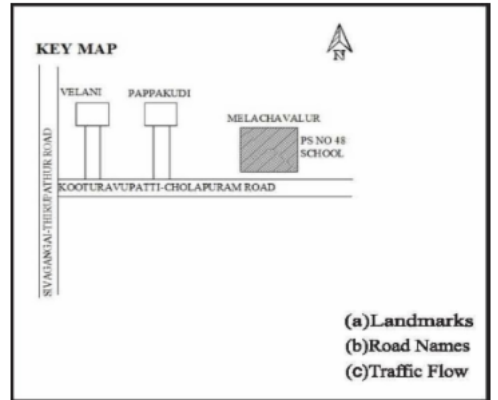 KEY MAP
N
VELANI
PAPPAKUDI
MELACHAVALUR
PS NO 48
SCHOOL
KOOTURAVUPATTI-CHOLAPURAM ROAD
SIVAGANGAI-THIRUPATHUR ROAD
(a)Landmarks
(b)Road Names
(c)Traffic Flow